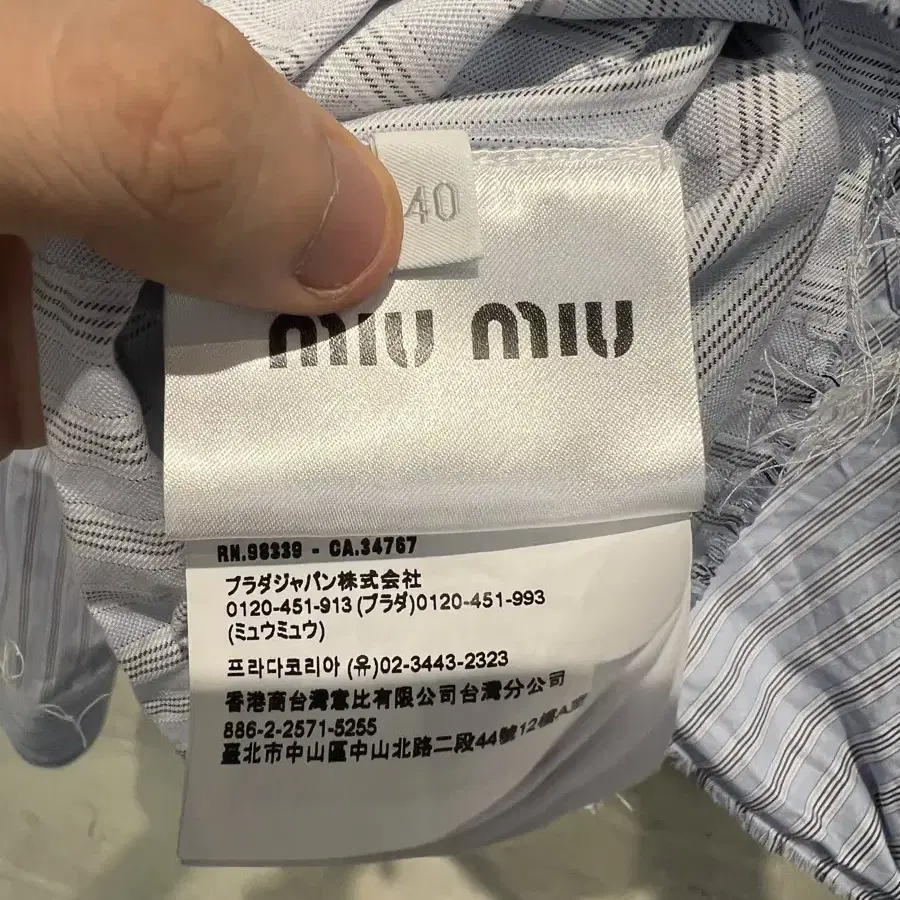 40
MIU MIU
RN.98339 - CA.34767
プラダジャパン株式会社
0120-451-913 (プラダ)0120-451-993
(ミュウミュウ)
프라다코리아 (유)02-3443-2323
香港商台灣意比有限公司台灣分公司
886-2-2571-5255
臺北市中山區中山北路二段44號12樓A